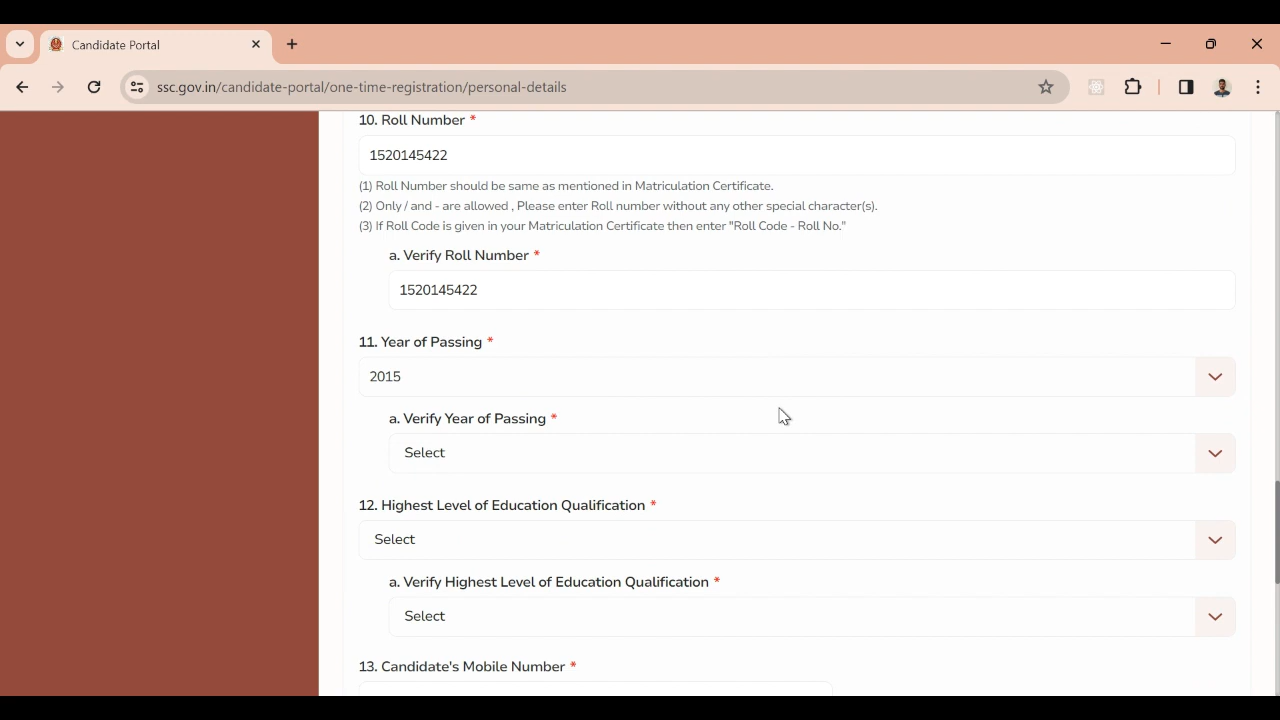 Candidate Portal
ssc.gov.in/candidate-portal/one-time-registration/personal-details
10. Roll Number *
1520145422
(1) Roll Number should be same as mentioned in Matriculation Certificate.
(2) Only / and - are allowed , Please enter Roll number without any other special character(s).
(3) If Roll Code is given in your Matriculation Certificate then enter "Roll Code - Roll No."
a. Verify Roll Number *
1520145422
11. Year of Passing *
2015
a. Verify Year of Passing *
Select
12. Highest Level of Education Qualification *
Select
a. Verify Highest Level of Education Qualification *
Select
13. Candidate's Mobile Number *